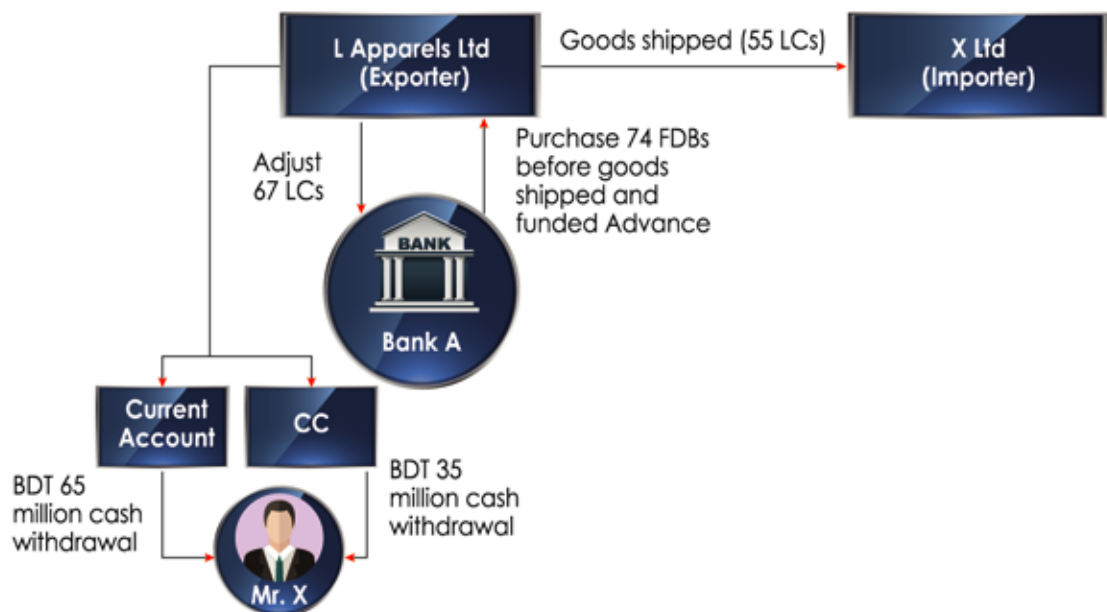 L Apparels Ltd
(Exporter)
Goods shipped (55 LCs)
X Ltd
(Importer)
Adjust
67 LCs
Purchase 74 FDBs
before goods
shipped and
funded Advance
BANK
Bank A
Current
Account
CC
BDT 65
million cash
withdrawal
BDT 35
million cash
withdrawal
Mr. X